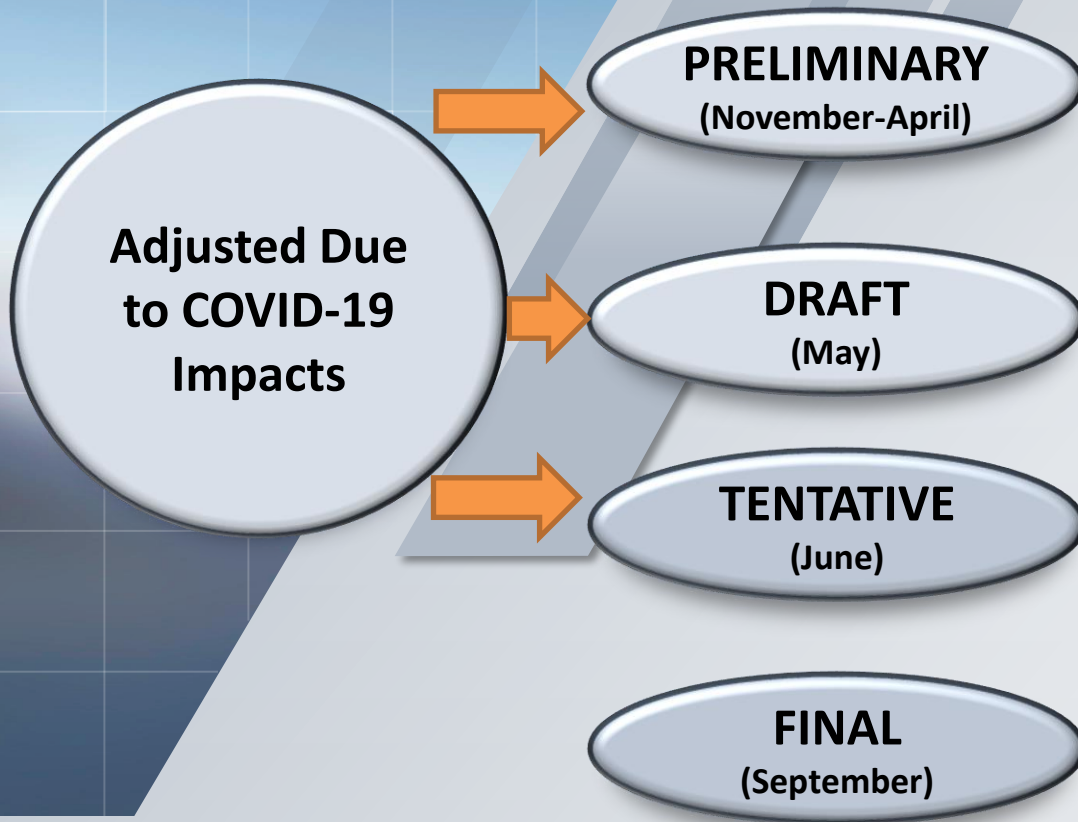 Adjusted Due
to COVID-19
Impacts
PRELIMINARY
(November-April)
DRAFT
(May)
TENTATIVE
(June)
FINAL
(September)